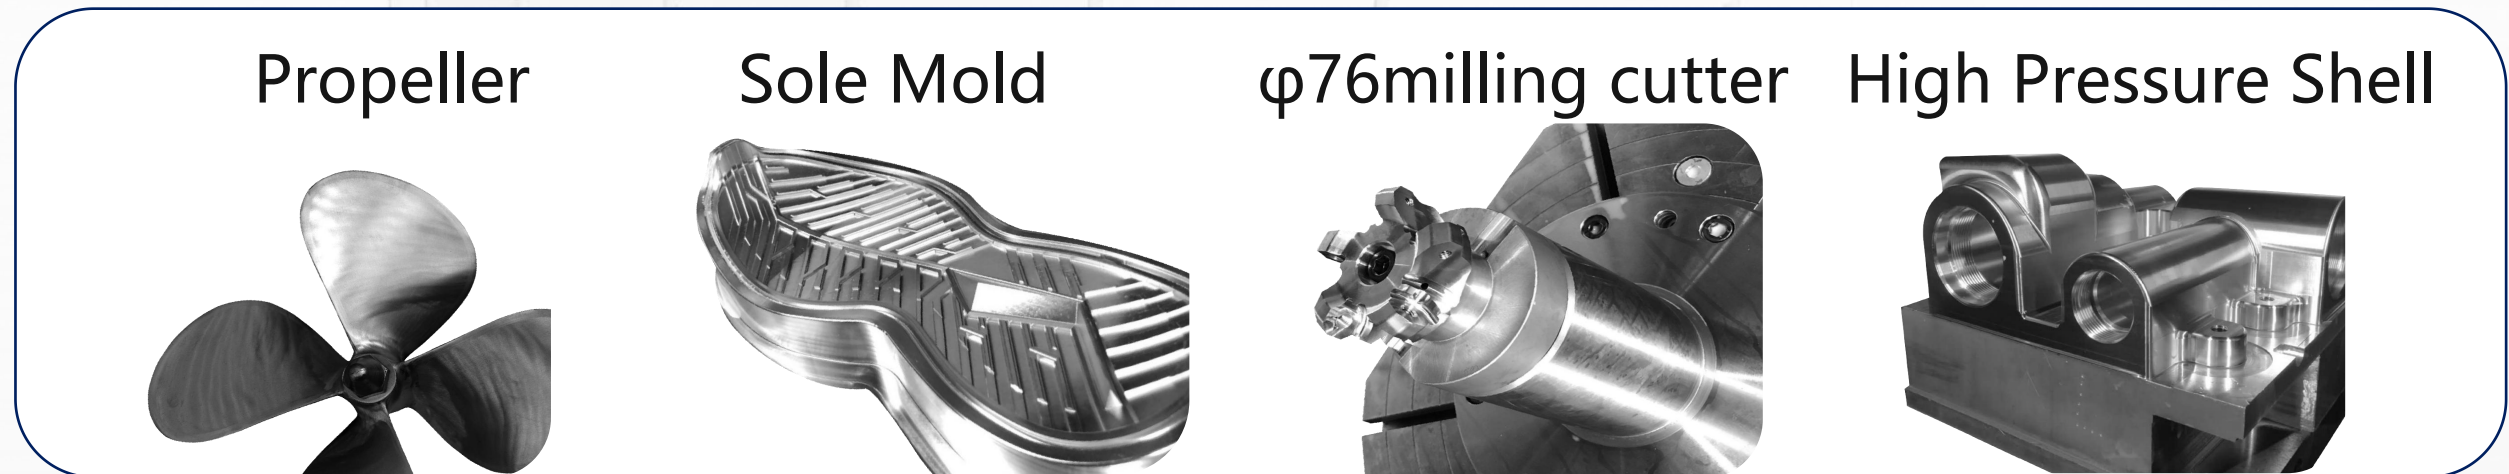 Propeller
Sole Mold
φ76milling cutter
High Pressure Shell